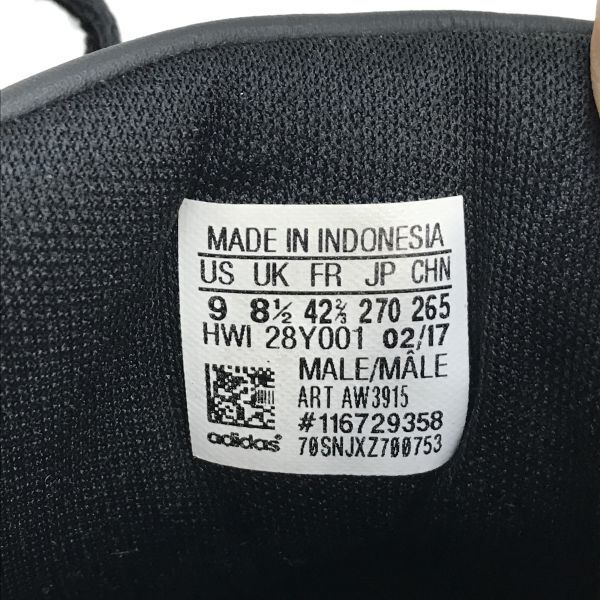 MADE IN INDONESIA
US UK FR JP CHN
9 8½ 42⅔ 270 265
HWI 28Y001 02/17
MALE/MÂLE
ART AW3915
#116729358
adidas 70SNJXZ700753